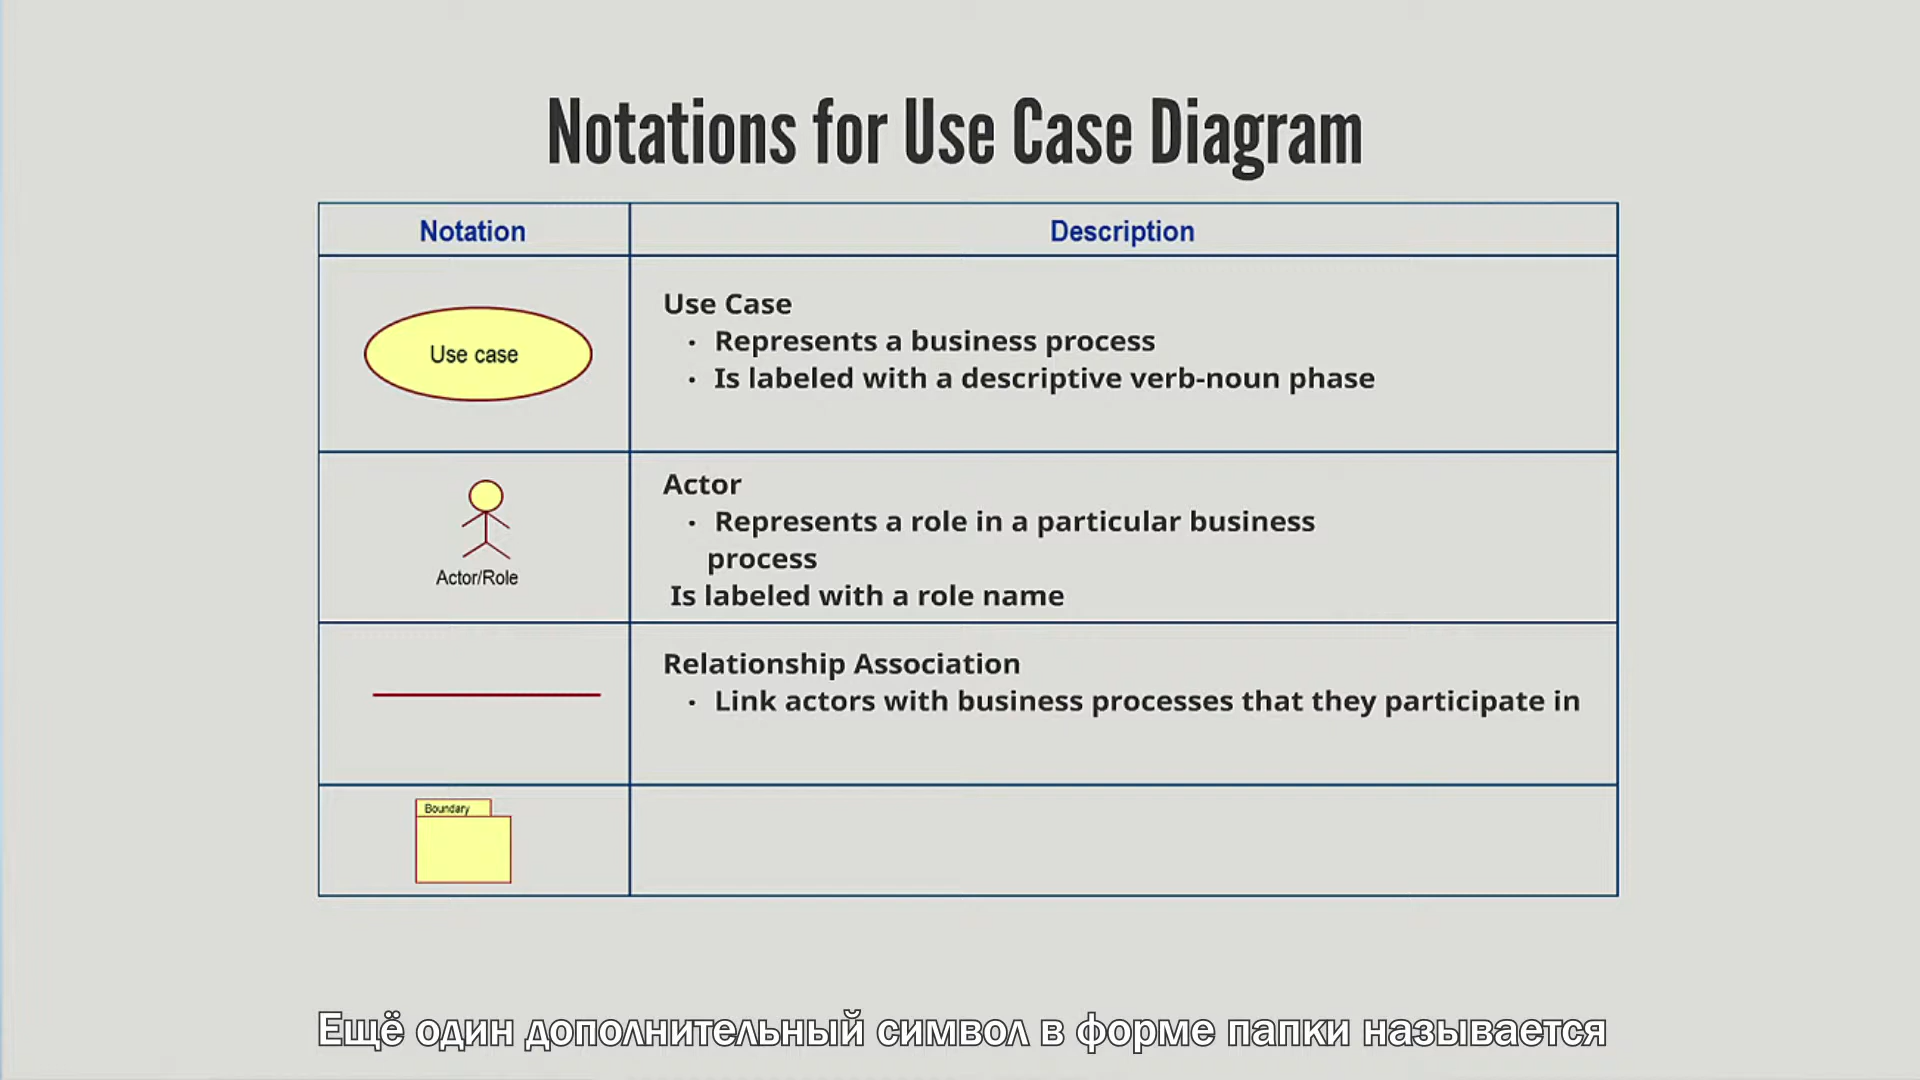 Notations for Use Case Diagram
Notation
Description
Use case
Use Case
• Represents a business process
• Is labeled with a descriptive verb-noun phase
Actor/Role
Actor
• Represents a role in a particular business
process
Is labeled with a role name
Relationship Association
• Link actors with business processes that they participate in
Boundary
Ещё один дополнительный символ в форме папки называется